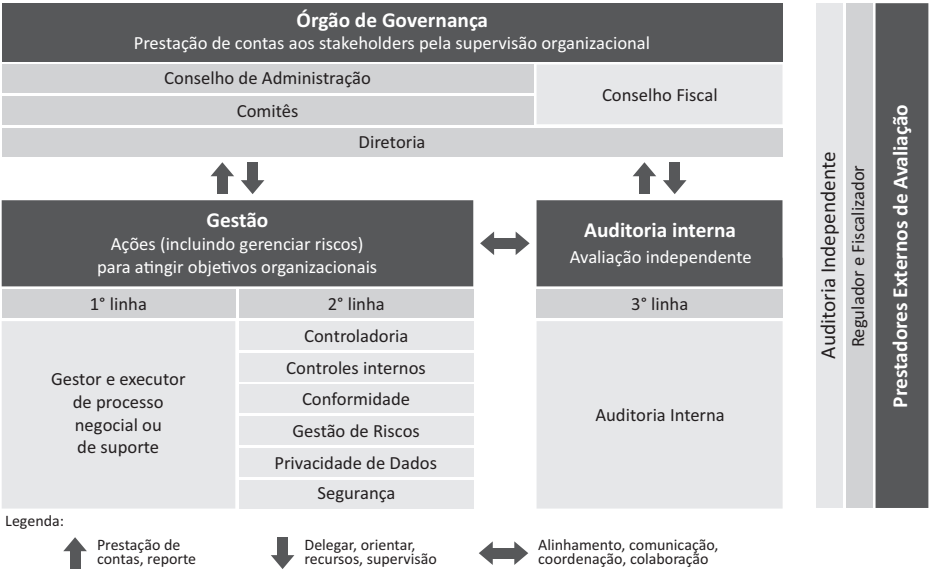 Órgão de Governança
Prestação de contas aos stakeholders pela supervisão organizacional
Conselho de Administração
Comitês
Conselho Fiscal
Diretoria
Gestão
Ações (incluindo gerenciar riscos)
para atingir objetivos organizacionais
Auditoria interna
Avaliação independente
1° linha
2° linha
3° linha
Gestor e executor
de processo
negocial ou
de suporte
Controladoria
Controles internos
Conformidade
Gestão de Riscos
Privacidade de Dados
Segurança
Auditoria Interna
Auditoria Independente
Regulador e Fiscalizador
Prestadores Externos de Avaliação
Legenda:
Prestação de
contas, reporte
Delegar, orientar,
recursos, supervisão
Alinhamento, comunicação,
coordenação, colaboração